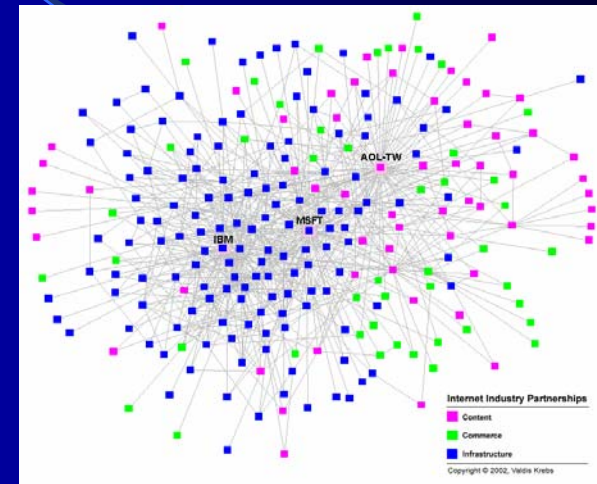 AOL-TW
MSFT
IBM
Internet Industry Partnerships
Content
Commerce
Infrastructure
Copyright © 2002, Valdis Krebs